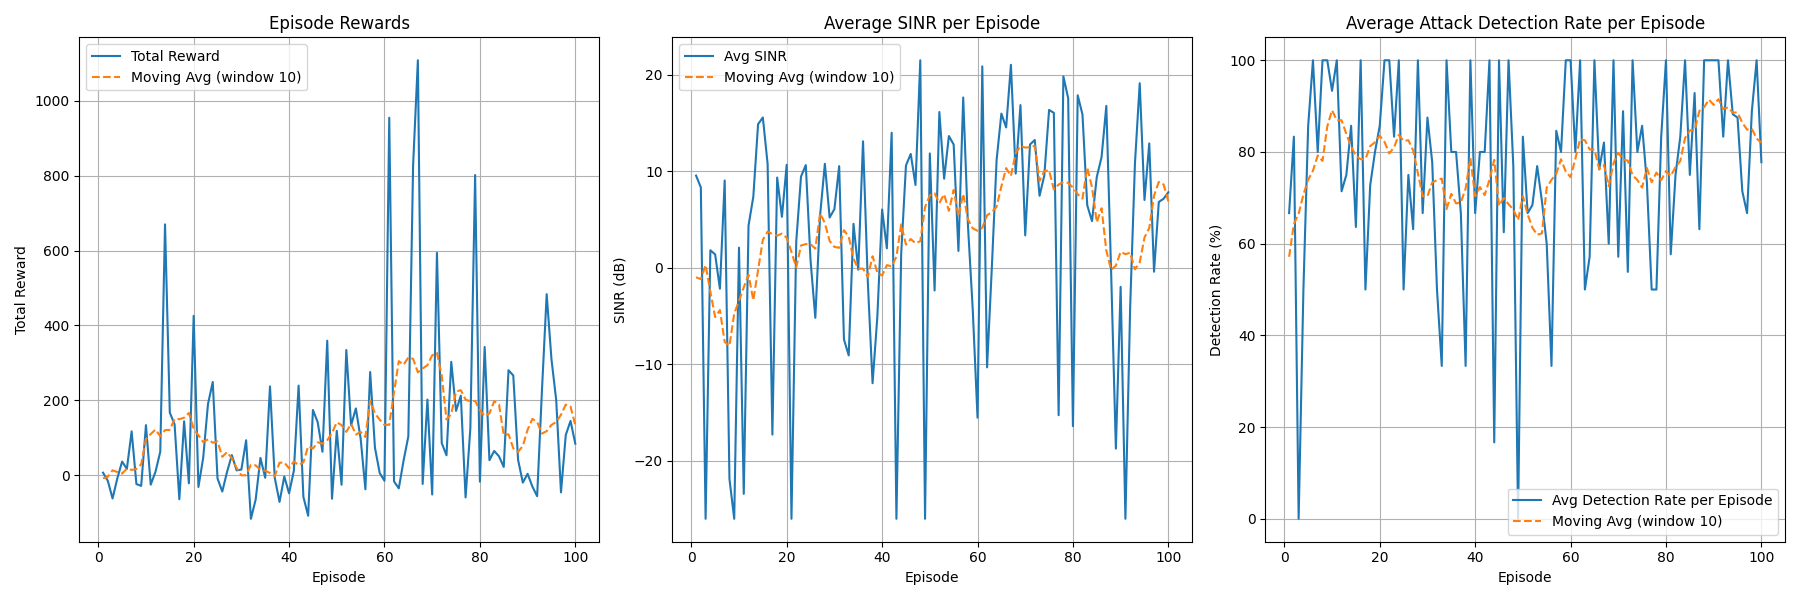 Episode Rewards
Total Reward
Moving Avg (window 10)
1000
800
600
400
200
0
0
20
40
60
80
100
Episode
Total Reward
Average SINR per Episode
Avg SINR
Moving Avg (window 10)
20
10
0
−10
−20
0
20
40
60
80
100
Episode
SINR (dB)
Average Attack Detection Rate per Episode
100
80
60
40
20
0
Avg Detection Rate per Episode
Moving Avg (window 10)
0
20
40
60
80
100
Episode
Detection Rate (%)